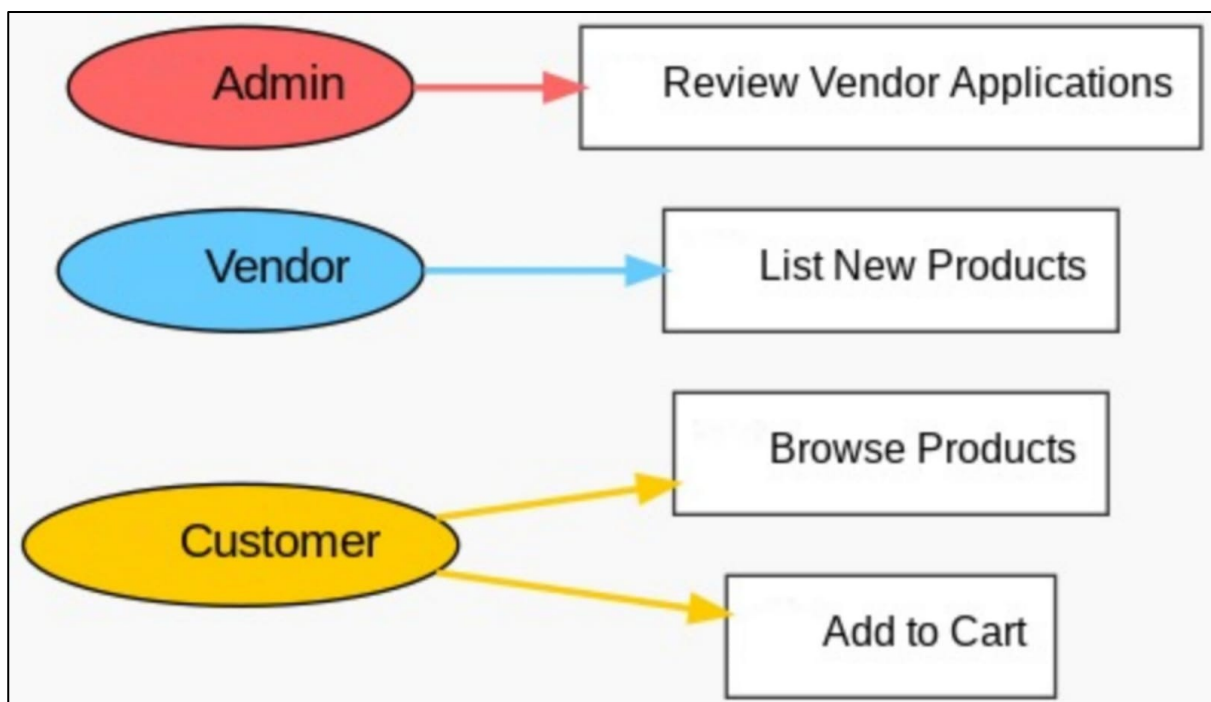 Admin
Review Vendor Applications
Vendor
List New Products
Browse Products
Customer
Add to Cart